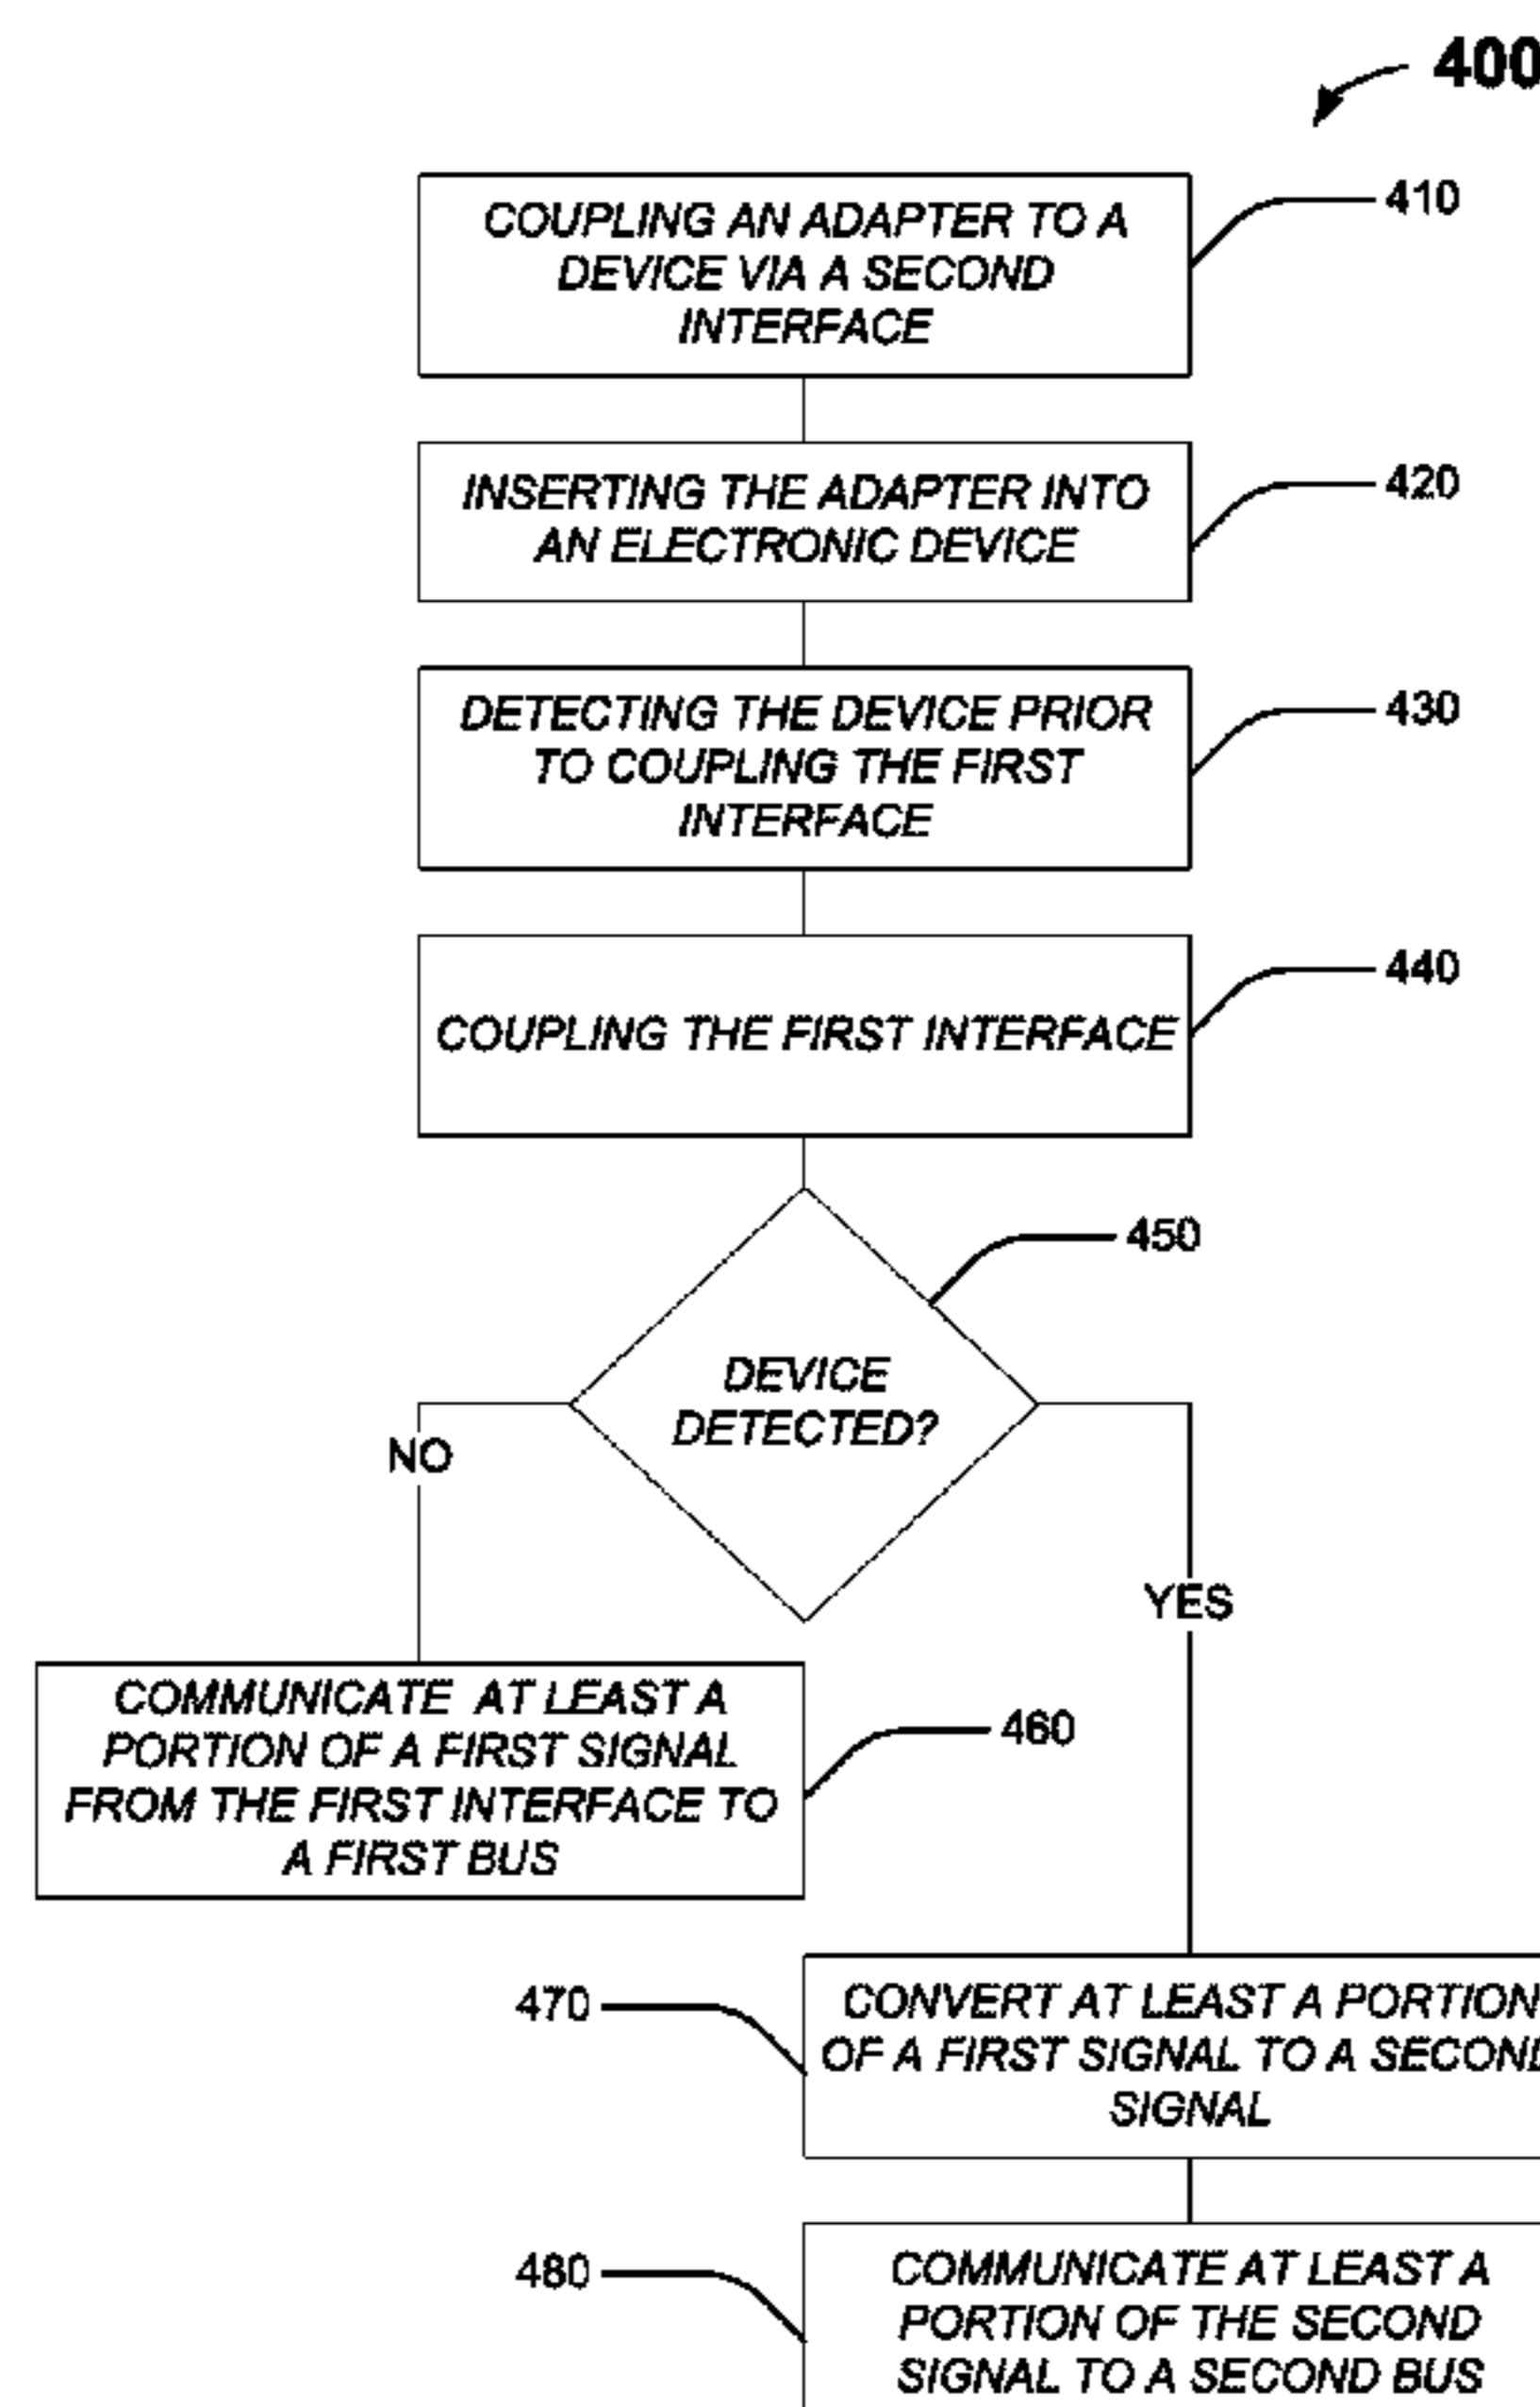 400
COUPLING AN ADAPTER TO A
DEVICE VIA A SECOND
INTERFACE
410
INSERTING THE ADAPTER INTO
AN ELECTRONIC DEVICE
420
DETECTING THE DEVICE PRIOR
TO COUPLING THE FIRST
INTERFACE
430
COUPLING THE FIRST INTERFACE
440
450
DEVICE
DETECTED?
NO
YES
COMMUNICATE AT LEAST A
PORTION OF A FIRST SIGNAL
FROM THE FIRST INTERFACE TO
A FIRST BUS
460
470
CONVERT AT LEAST A PORTION
OF A FIRST SIGNAL TO A SECOND
SIGNAL
480
COMMUNICATE AT LEAST A
PORTION OF THE SECOND
SIGNAL TO A SECOND BUS